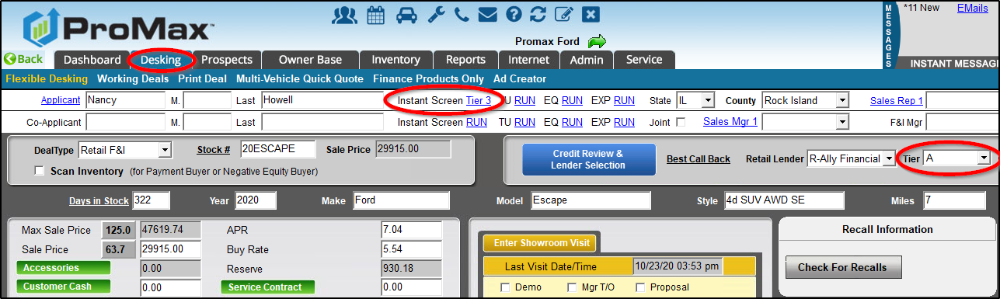 *11 New EMails
MESSAGES
ProMax™
Promax Ford
INSTANT MESSAGI
Back Dashboard Desking Prospects Owner Base Inventory Reports Internet Admin Service
Flexible Desking Working Deals Print Deal Multi-Vehicle Quick Quote Finance Products Only Ad Creator
Applicant Nancy M. Last Howell Instant Screen Tier 3 TU RUN EQ RUN EXP RUN State IL County Rock Island Sales Rep 1
Co-Applicant M. Last Instant Screen RUN TU RUN EQ RUN EXP RUN Joint Sales Mgr 1 F&I Mgr
DealType Retail F&I Stock # 20ESCAPE Sale Price 29915.00
Scan Inventory (for Payment Buyer or Negative Equity Buyer)
Credit Review &
Lender Selection
Best Call Back Retail Lender R-Ally Financial Tier A
Days in Stock 322 Year 2020 Make Ford Model Escape Style 4d SUV AWD SE Miles 7
Max Sale Price 125.0 47619.74 APR 7.04
Sale Price 63.7 29915.00 Buy Rate 5.54
Accessories 0.00 Reserve 930.18
Customer Cash 0.00 Service Contract 0.00
Enter Showroom Visit
Last Visit Date/Time 10/23/20 03:53 pm
Demo Mgr T/O Proposal
Recall Information
Check For Recalls